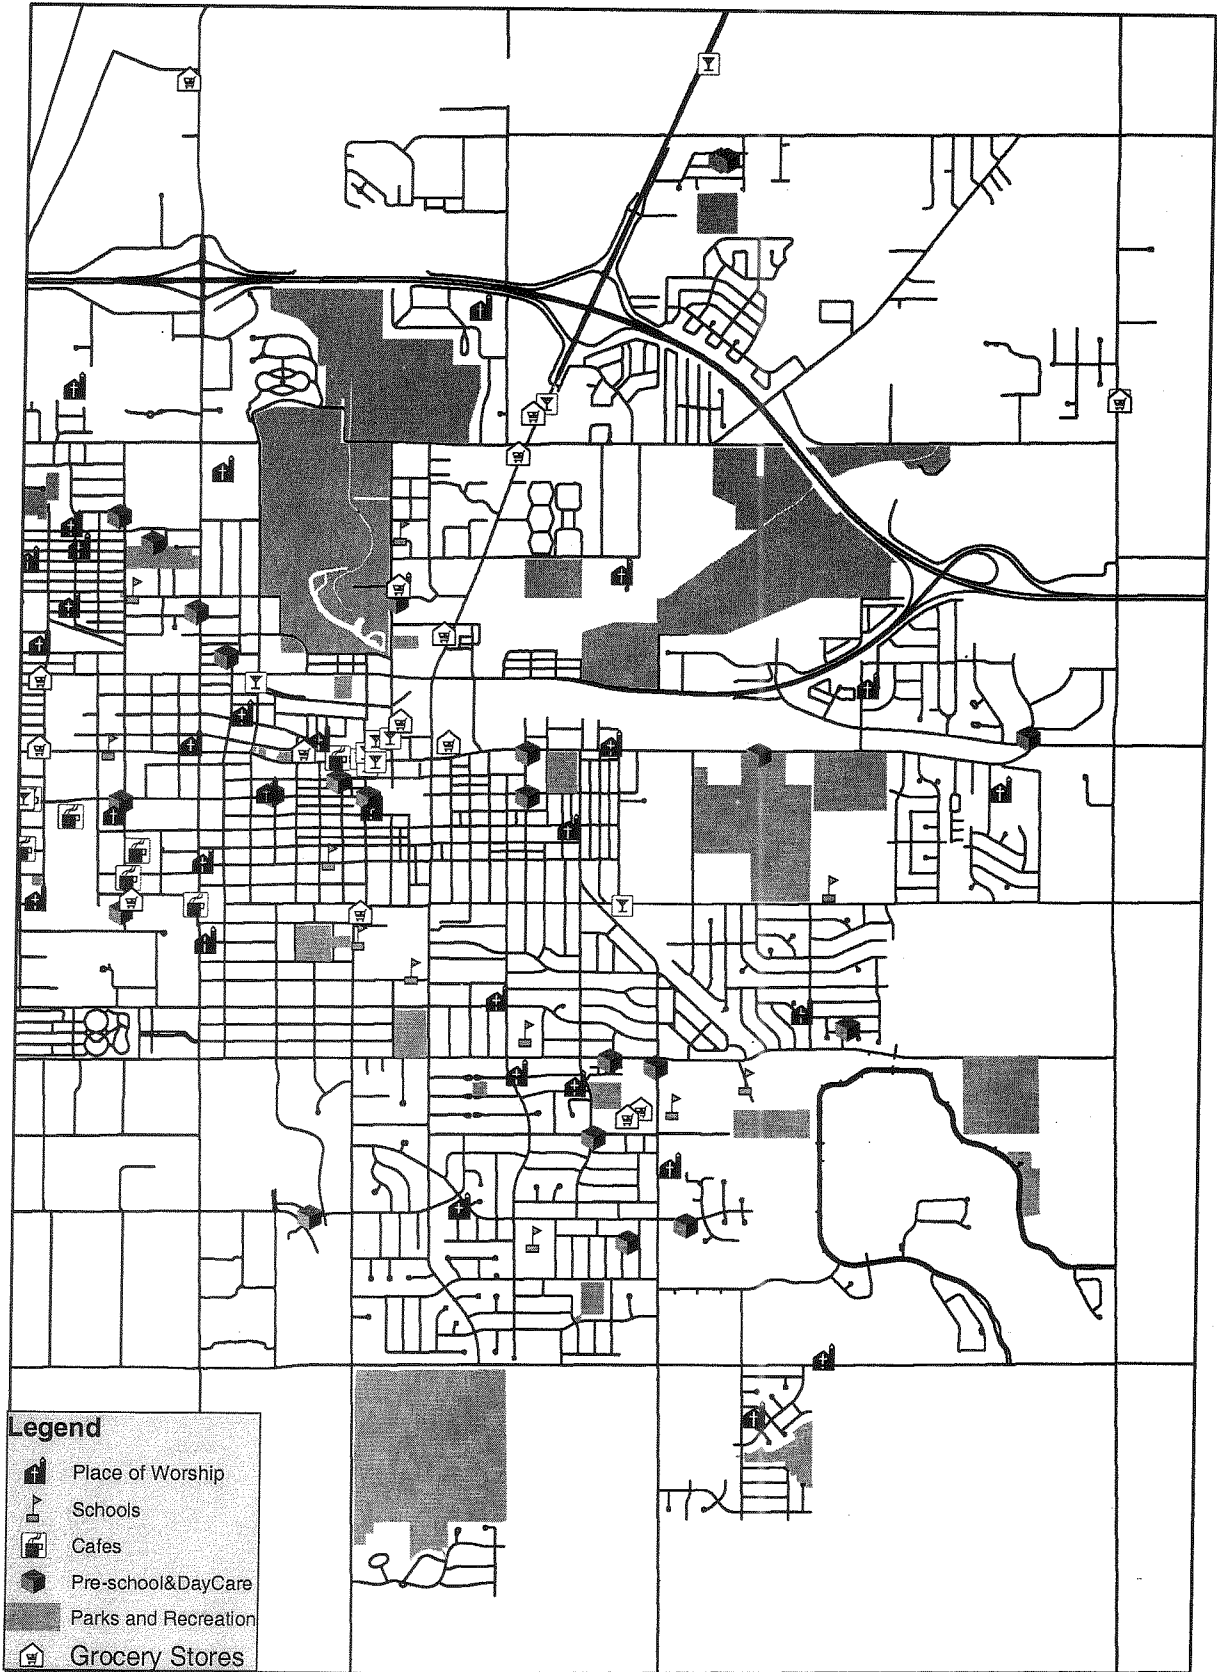 Legend
Place of Worship
Schools
Cafes
Pre-school&DayCare
Parks and Recreation
Grocery Stores